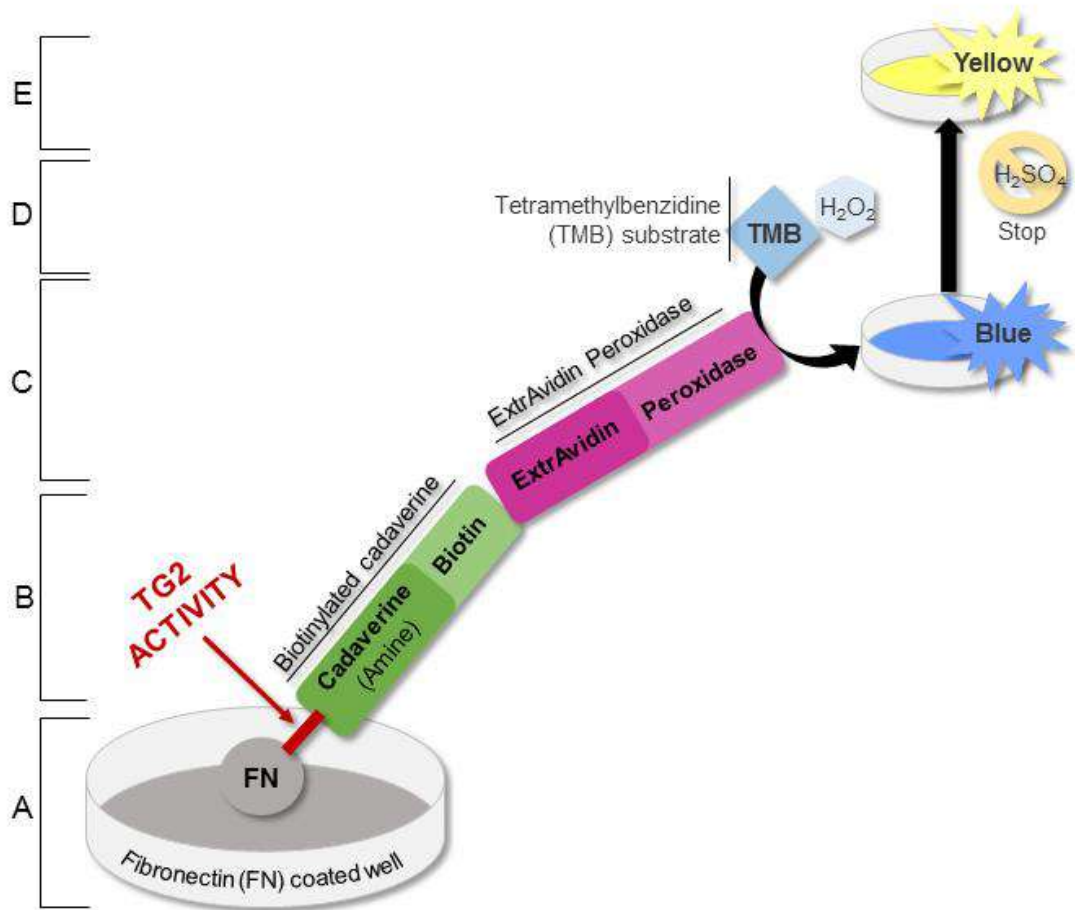 E
Yellow
H₂SO₄
Stop
D
Tetramethylbenzidine
(TMB) substrate
TMB
H₂O₂
Blue
C
ExtrAvidin Peroxidase
ExtrAvidin
Peroxidase
B
TG2
ACTIVITY
Biotinylated cadaverine
Biotin
Cadaverine
(Amine)
A
FN
Fibronectin (FN) coated well